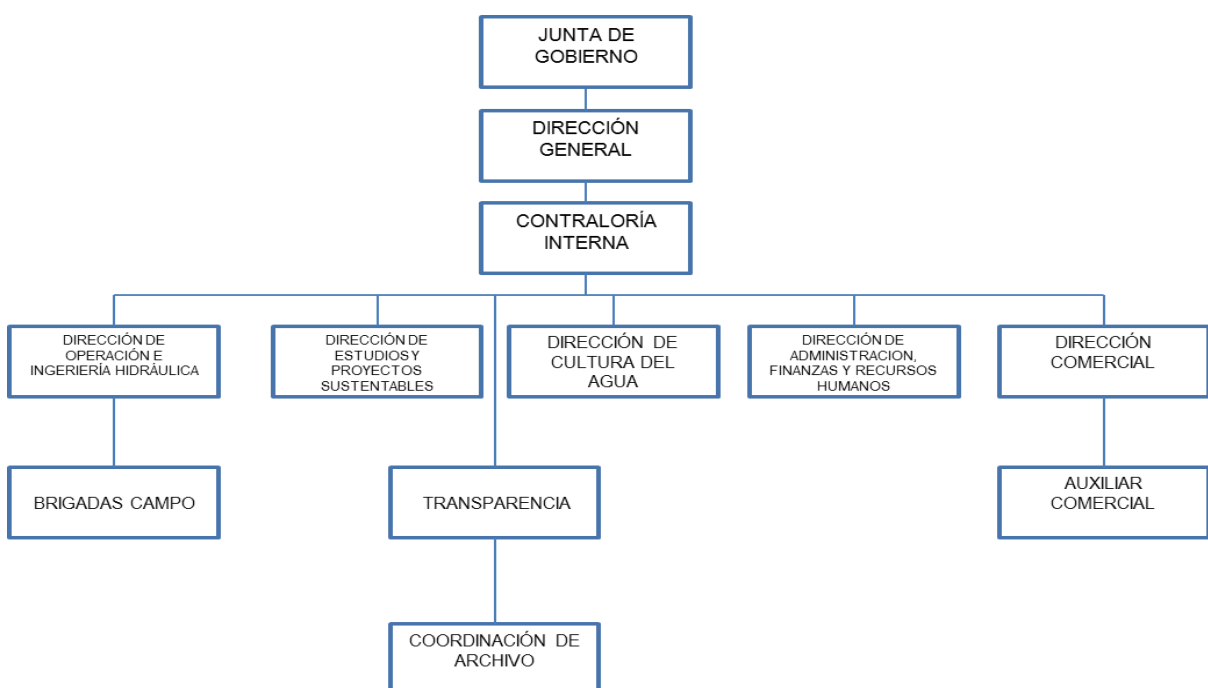 JUNTA DE
GOBIERNO
DIRECCIÓN
GENERAL
CONTRALORÍA
INTERNA
DIRECCIÓN DE
OPERACIÓN E
INGERIERÍA HIDRÁULICA
DIRECCIÓN DE
ESTUDIOS Y
PROYECTOS
SUSTENTABLES
DIRECCIÓN DE
CULTURA DEL
AGUA
DIRECCIÓN DE
ADMINISTRACION,
FINANZAS Y RECURSOS
HUMANOS
DIRECCIÓN
COMERCIAL
BRIGADAS CAMPO
TRANSPARENCIA
AUXILIAR
COMERCIAL
COORDINACIÓN DE
ARCHIVO